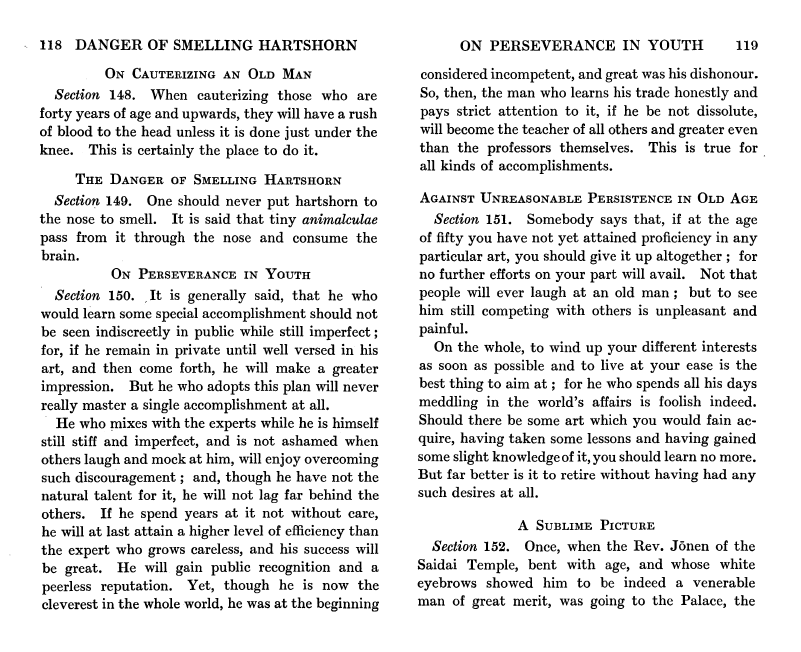 118 DANGER OF SMELLING HARTSHORN
On Cauterizing an Old Man
Section 148. When cauterizing those who are
forty years of age and upwards, they will have a rush
of blood to the head unless it is done just under the
knee. This is certainly the place to do it.
The Danger of Smelling Hartshorn
Section 149. One should never put hartshorn to
the nose to smell. It is said that tiny animalculae
pass from it through the nose and consume the
brain.
On Perseverance in Youth
Section 150. It is generally said, that he who
would learn some special accomplishment should not
be seen indiscreetly in public while still imperfect;
for, if he remain in private until well versed in his
art, and then come forth, he will make a greater
impression. But he who adopts this plan will never
really master a single accomplishment at all.
He who mixes with the experts while he is himself
still stiff and imperfect, and is not ashamed when
others laugh and mock at him, will enjoy overcoming
such discouragement; and, though he have not the
natural talent for it, he will not lag far behind the
others. If he spend years at it not without care,
he will at last attain a higher level of efficiency than
the expert who grows careless, and his success will
be great. He will gain public recognition and a
peerless reputation. Yet, though he is now the
cleverest in the whole world, he was at the beginning
ON PERSEVERANCE IN YOUTH 119
considered incompetent, and great was his dishonour.
So, then, the man who learns his trade honestly and
pays strict attention to it, if he be not dissolute,
will become the teacher of all others and greater even
than the professors themselves. This is true for
all kinds of accomplishments.
Against Unreasonable Persistence in Old Age
Section 151. Somebody says that, if at the age
of fifty you have not yet attained proficiency in any
particular art, you should give it up altogether; for
no further efforts on your part will avail. Not that
people will ever laugh at an old man; but to see
him still competing with others is unpleasant and
painful.
On the whole, to wind up your different interests
as soon as possible and to live at your ease is the
best thing to aim at; for he who spends all his days
meddling in the world's affairs is foolish indeed.
Should there be some art which you would fain ac-
quire, having taken some lessons and having gained
some slight knowledge of it, you should learn no more.
But far better is it to retire without having had any
such desires at all.
A Sublime Picture
Section 152. Once, when the Rev. Jōnen of the
Saidai Temple, bent with age, and whose white
eyebrows showed him to be indeed a venerable
man of great merit, was going to the Palace, the